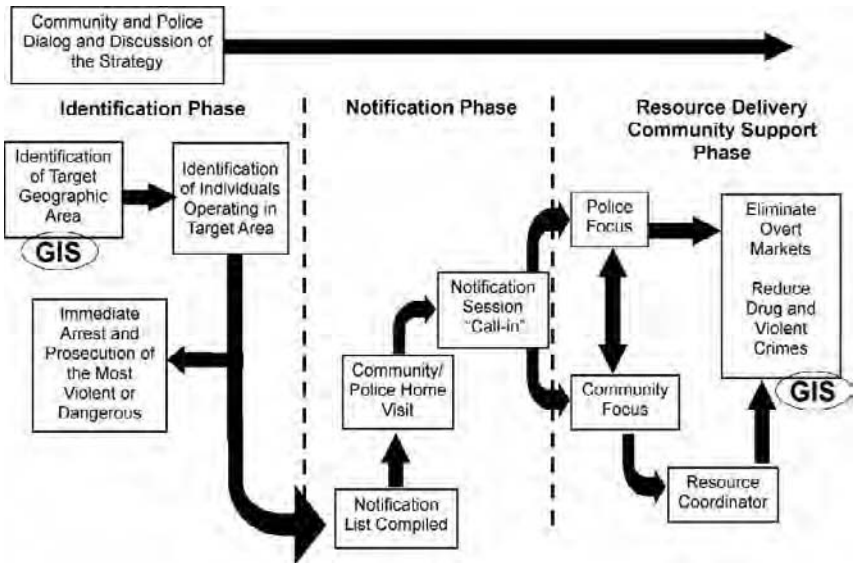 Community and Police
Dialog and Discussion of
the Strategy
Identification Phase
Notification Phase
Resource Delivery
Community Support
Phase
Identification
of Target
Geographic
Area
GIS
Identification
of Individuals
Operating in
Target Area
Immediate
Arrest and
Prosecution of
the Most
Violent or
Dangerous
Notification
List Compiled
Community/
Police Home
Visit
Notification
Session
"Call-in"
Police
Focus
Community
Focus
Resource
Coordinator
Eliminate
Overt
Markets
Reduce
Drug and
Violent
Crimes
GIS